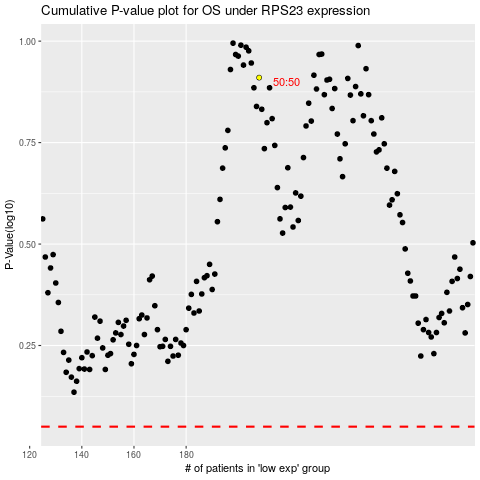 Cumulative P-value plot for OS under RPS23 expression
1.00
50:50
0.75
P-Value(log10)
0.50
0.25
120 140 160 180
# of patients in 'low exp' group